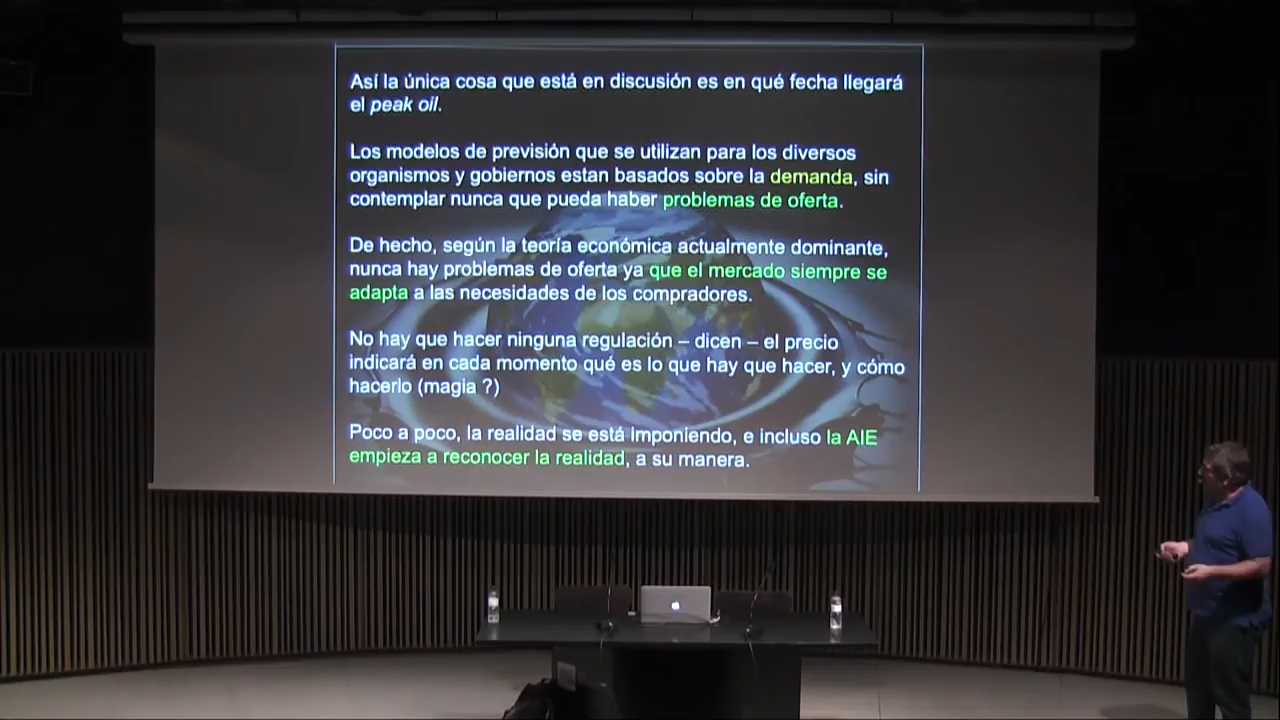 Así la única cosa que está en discusión es en qué fecha llegará
el peak oil.
Los modelos de previsión que se utilizan para los diversos
organismos y gobiernos estan basados sobre la demanda, sin
contemplar nunca que pueda haber problemas de oferta.
De hecho, según la teoría económica actualmente dominante,
nunca hay problemas de oferta ya que el mercado siempre se
adapta a las necesidades de los compradores.
No hay que hacer ninguna regulación – dicen – el precio
indicará en cada momento qué es lo que hay que hacer, y cómo
hacerlo (magia ?)
Poco a poco, la realidad se está imponiendo, e incluso la AIE
empieza a reconocer la realidad, a su manera.